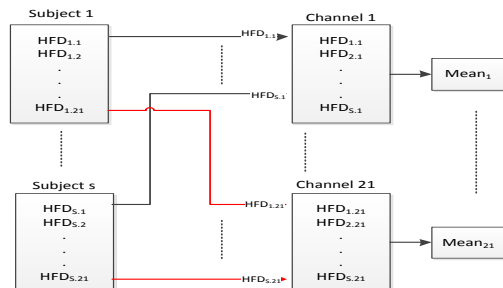 Subject 1
HFD1.1
HFD1.2
.
.
.
HFD1.21
Subject s
HFDS.1
HFDS.2
.
.
.
HFDS.21
HFD1.1
HFDS.1
HFD1.21
HFDS.21
Channel 1
HFD1.1
HFD2.1
.
.
.
HFDS.1
Channel 21
HFD1.21
HFD2.21
.
.
.
HFDS.21
Mean1
Mean21